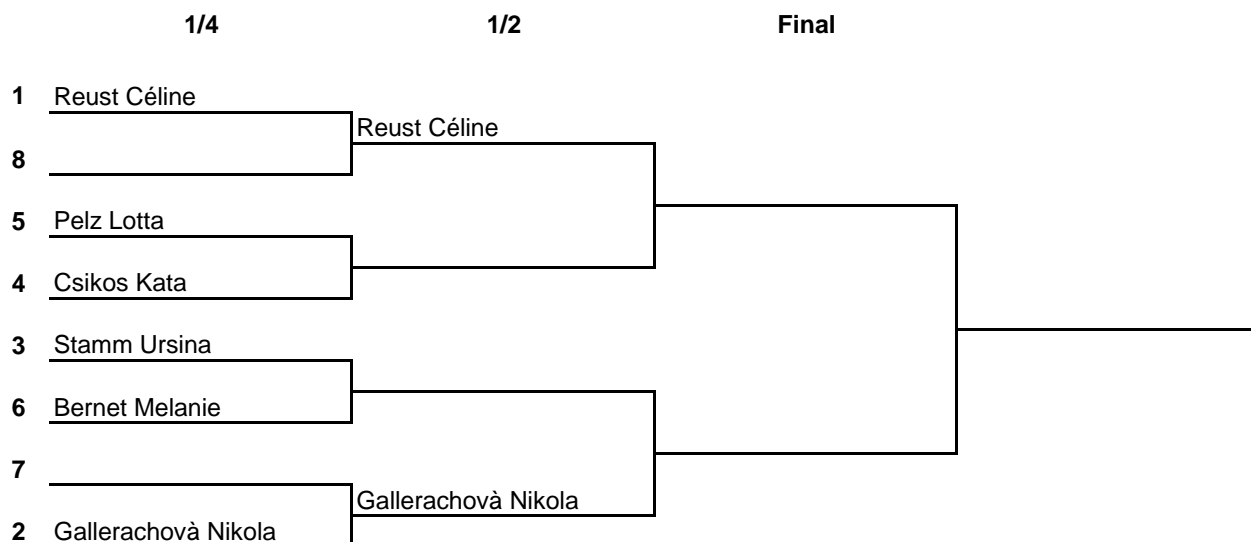 1/4 1/2 Final
1 Reust Céline
Reust Céline
8
5 Pelz Lotta
4 Csikos Kata
3 Stamm Ursina
6 Bernet Melanie
7
Gallerachovà Nikola
2 Gallerachovà Nikola